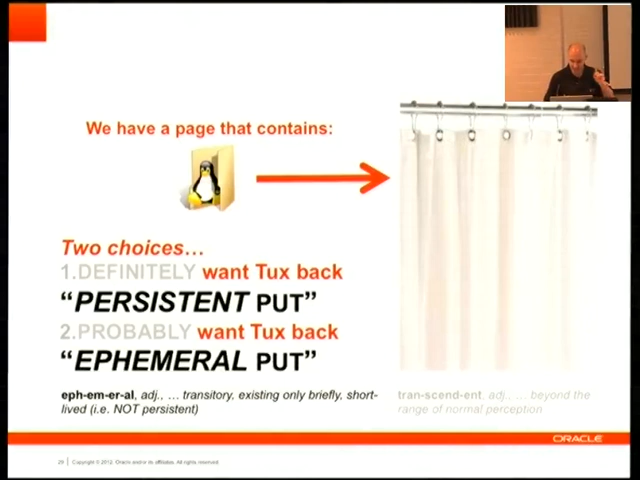 We have a page that contains:
Two choices...
1.DEFINITELY want Tux back
“PERSISTENT PUT”
2.PROBABLY want Tux back
“EPHEMERAL PUT”
eph-em-er-al, adj., … transitory, existing only briefly, short-
lived (i.e. NOT persistent)
tran-scend-ent, adj., … beyond the
range of normal perception
ORACLE
29 | Copyright © 2012, Oracle and/or its affiliates. All rights reserved.